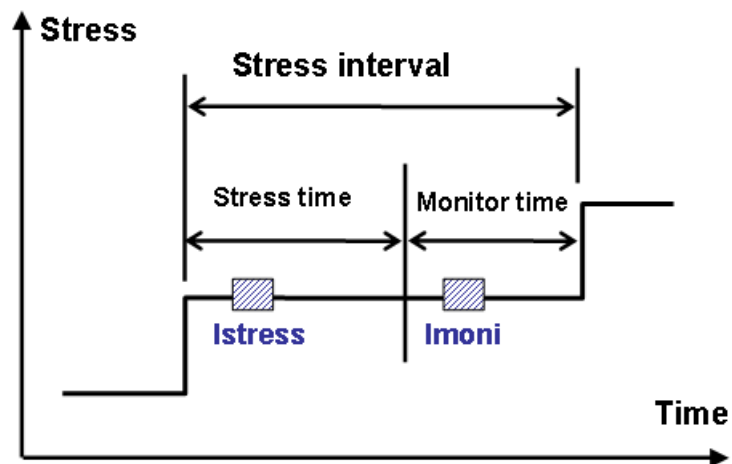 Stress
Stress interval
Stress time
Monitor time
Istress
Imoni
Time